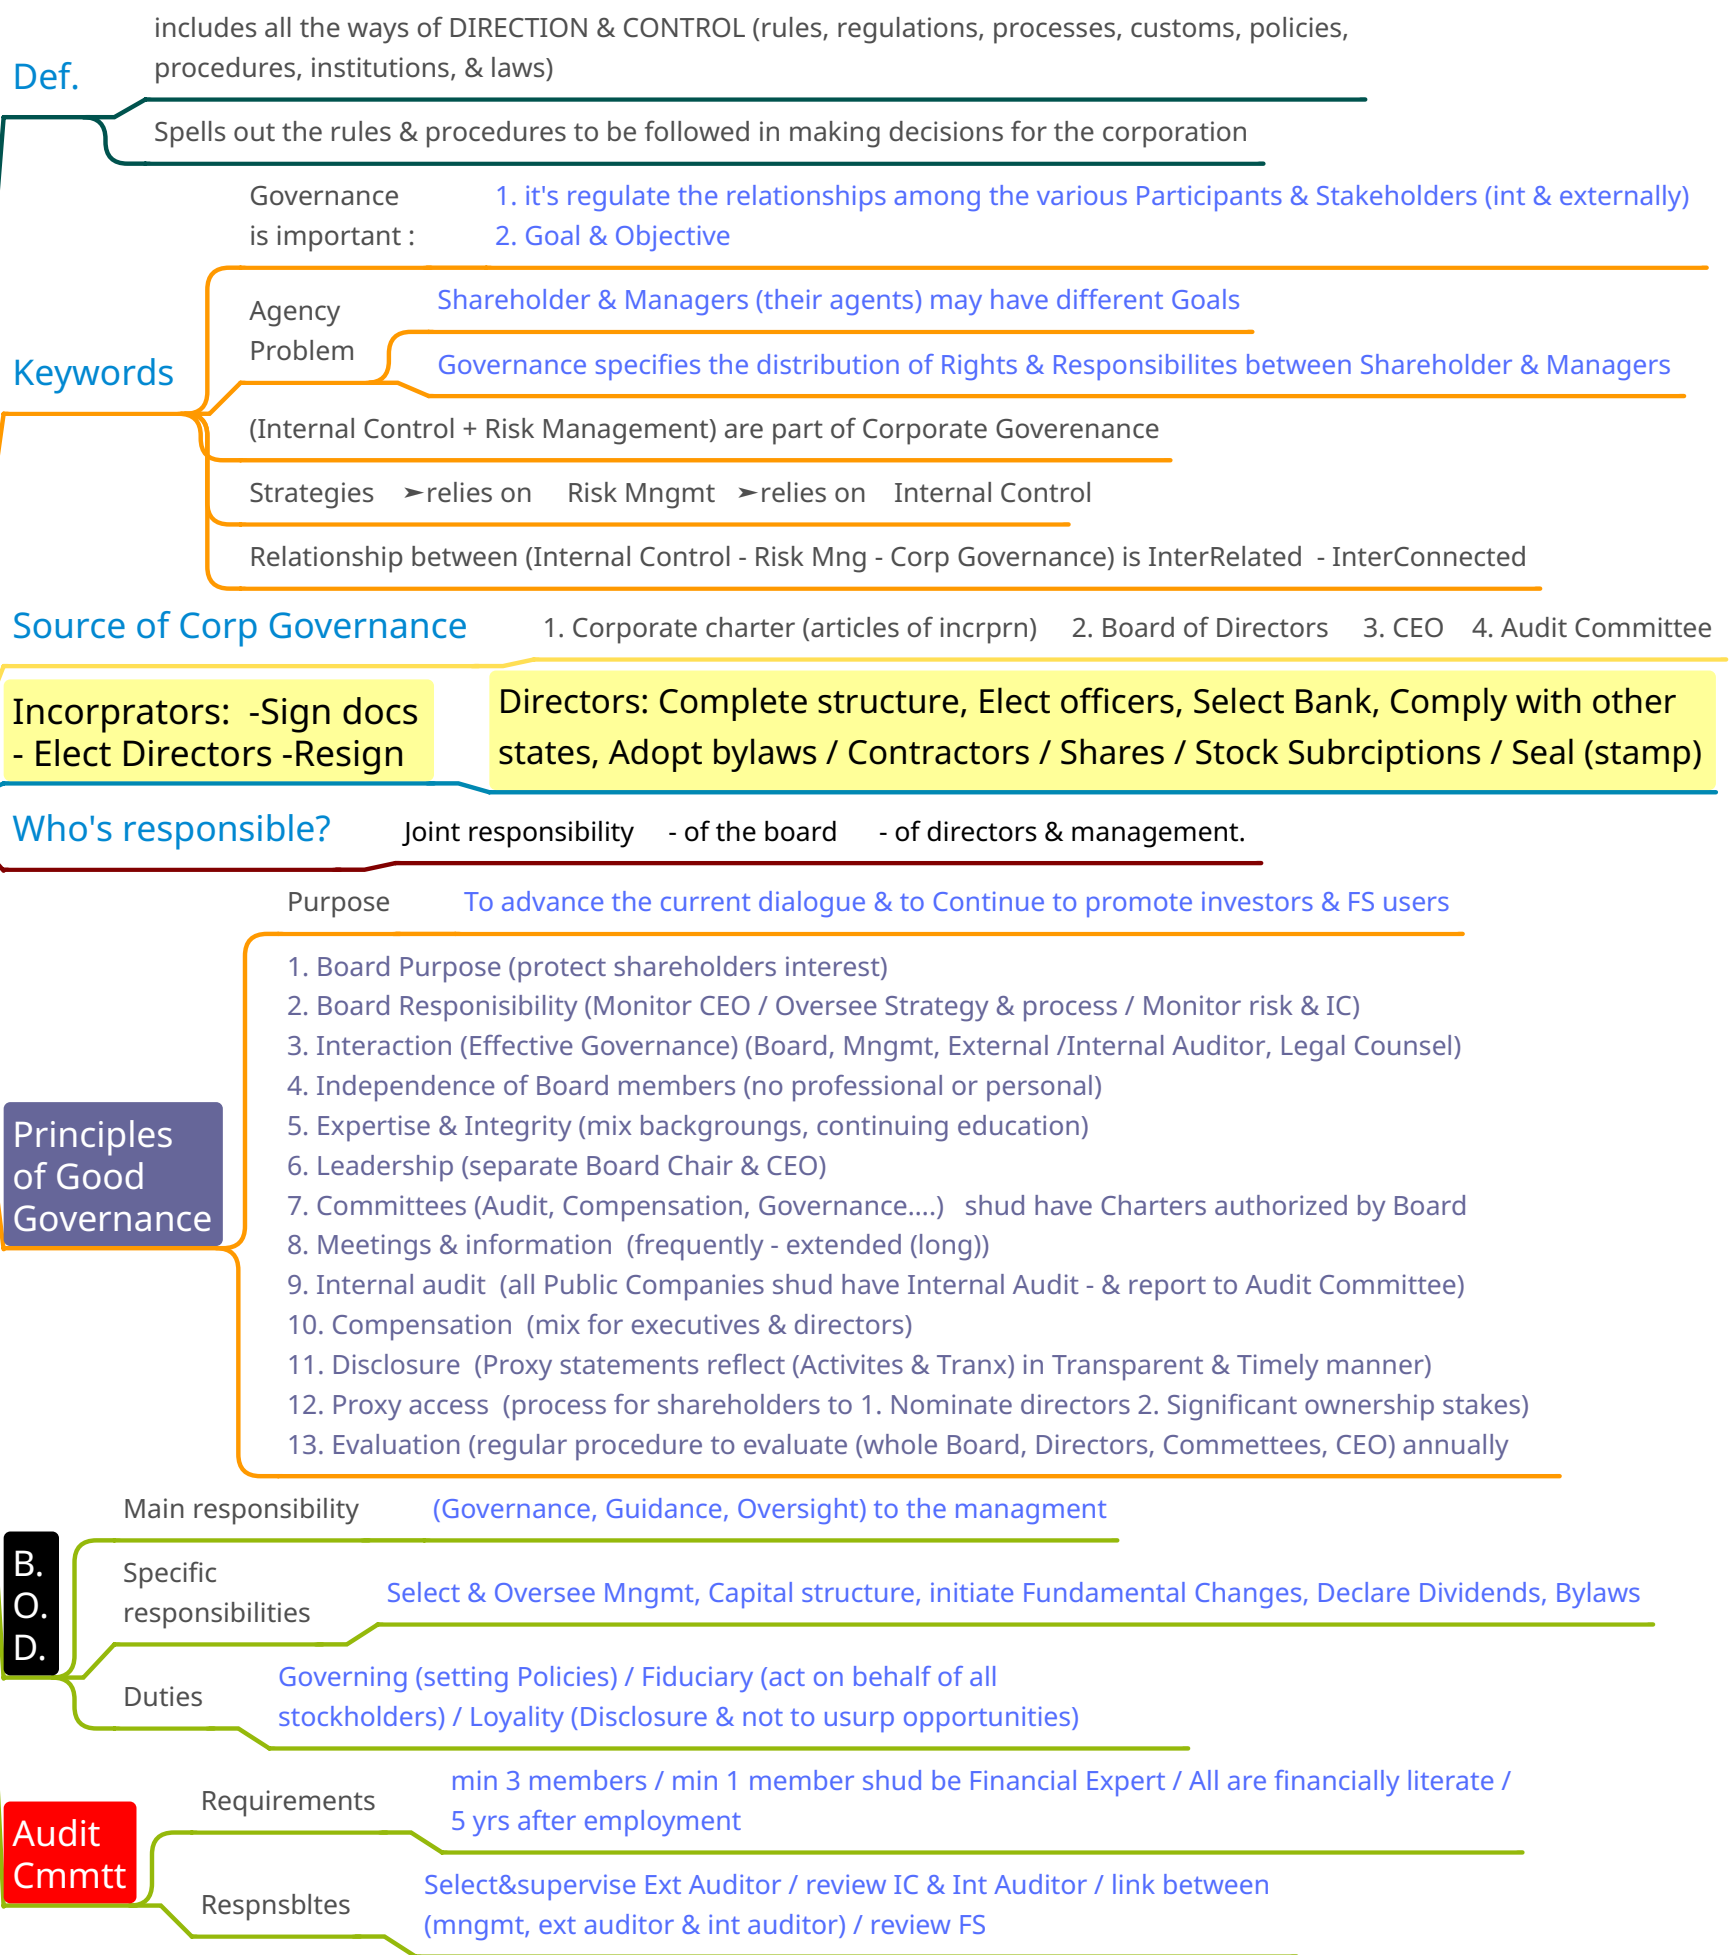 Def.
includes all the ways of DIRECTION & CONTROL (rules, regulations, processes, customs, policies,
procedures, institutions, & laws)
Spells out the rules & procedures to be followed in making decisions for the corporation
Keywords
Governance
is important :
1. it's regulate the relationships among the various Participants & Stakeholders (int & externally)
2. Goal & Objective
Agency
Problem
Shareholder & Managers (their agents) may have different Goals
Governance specifies the distribution of Rights & Responsibilites between Shareholder & Managers
(Internal Control + Risk Management) are part of Corporate Goverenance
Strategies ➢relies on Risk Mngmt ➢relies on Internal Control
Relationship between (Internal Control - Risk Mng - Corp Governance) is InterRelated - InterConnected
Source of Corp Governance
1. Corporate charter (articles of incrprn) 2. Board of Directors 3. CEO 4. Audit Committee
Incorprators: -Sign docs
- Elect Directors -Resign
Directors: Complete structure, Elect officers, Select Bank, Comply with other
states, Adopt bylaws / Contractors / Shares / Stock Subrciptions / Seal (stamp)
Who's responsible?
Joint responsibility - of the board - of directors & management.
Principles
of Good
Governance
Purpose
To advance the current dialogue & to Continue to promote investors & FS users
1. Board Purpose (protect shareholders interest)
2. Board Responisibility (Monitor CEO / Oversee Strategy & process / Monitor risk & IC)
3. Interaction (Effective Governance) (Board, Mngmt, External /Internal Auditor, Legal Counsel)
4. Independence of Board members (no professional or personal)
5. Expertise & Integrity (mix backgroungs, continuing education)
6. Leadership (separate Board Chair & CEO)
7. Committees (Audit, Compensation, Governance....) shud have Charters authorized by Board
8. Meetings & information (frequently - extended (long))
9. Internal audit (all Public Companies shud have Internal Audit - & report to Audit Committee)
10. Compensation (mix for executives & directors)
11. Disclosure (Proxy statements reflect (Activites & Tranx) in Transparent & Timely manner)
12. Proxy access (process for shareholders to 1. Nominate directors 2. Significant ownership stakes)
13. Evaluation (regular procedure to evaluate (whole Board, Directors, Commettees, CEO) annually
B.
O.
D.
Main responsibility
(Governance, Guidance, Oversight) to the managment
Specific
responsibilities
Select & Oversee Mngmt, Capital structure, initiate Fundamental Changes, Declare Dividends, Bylaws
Duties
Governing (setting Policies) / Fiduciary (act on behalf of all
stockholders) / Loyality (Disclosure & not to usurp opportunities)
Audit
Cmmtt
Requirements
min 3 members / min 1 member shud be Financial Expert / All are financially literate /
5 yrs after employment
Respnsbltes
Select&supervise Ext Auditor / review IC & Int Auditor / link between
(mngmt, ext auditor & int auditor) / review FS